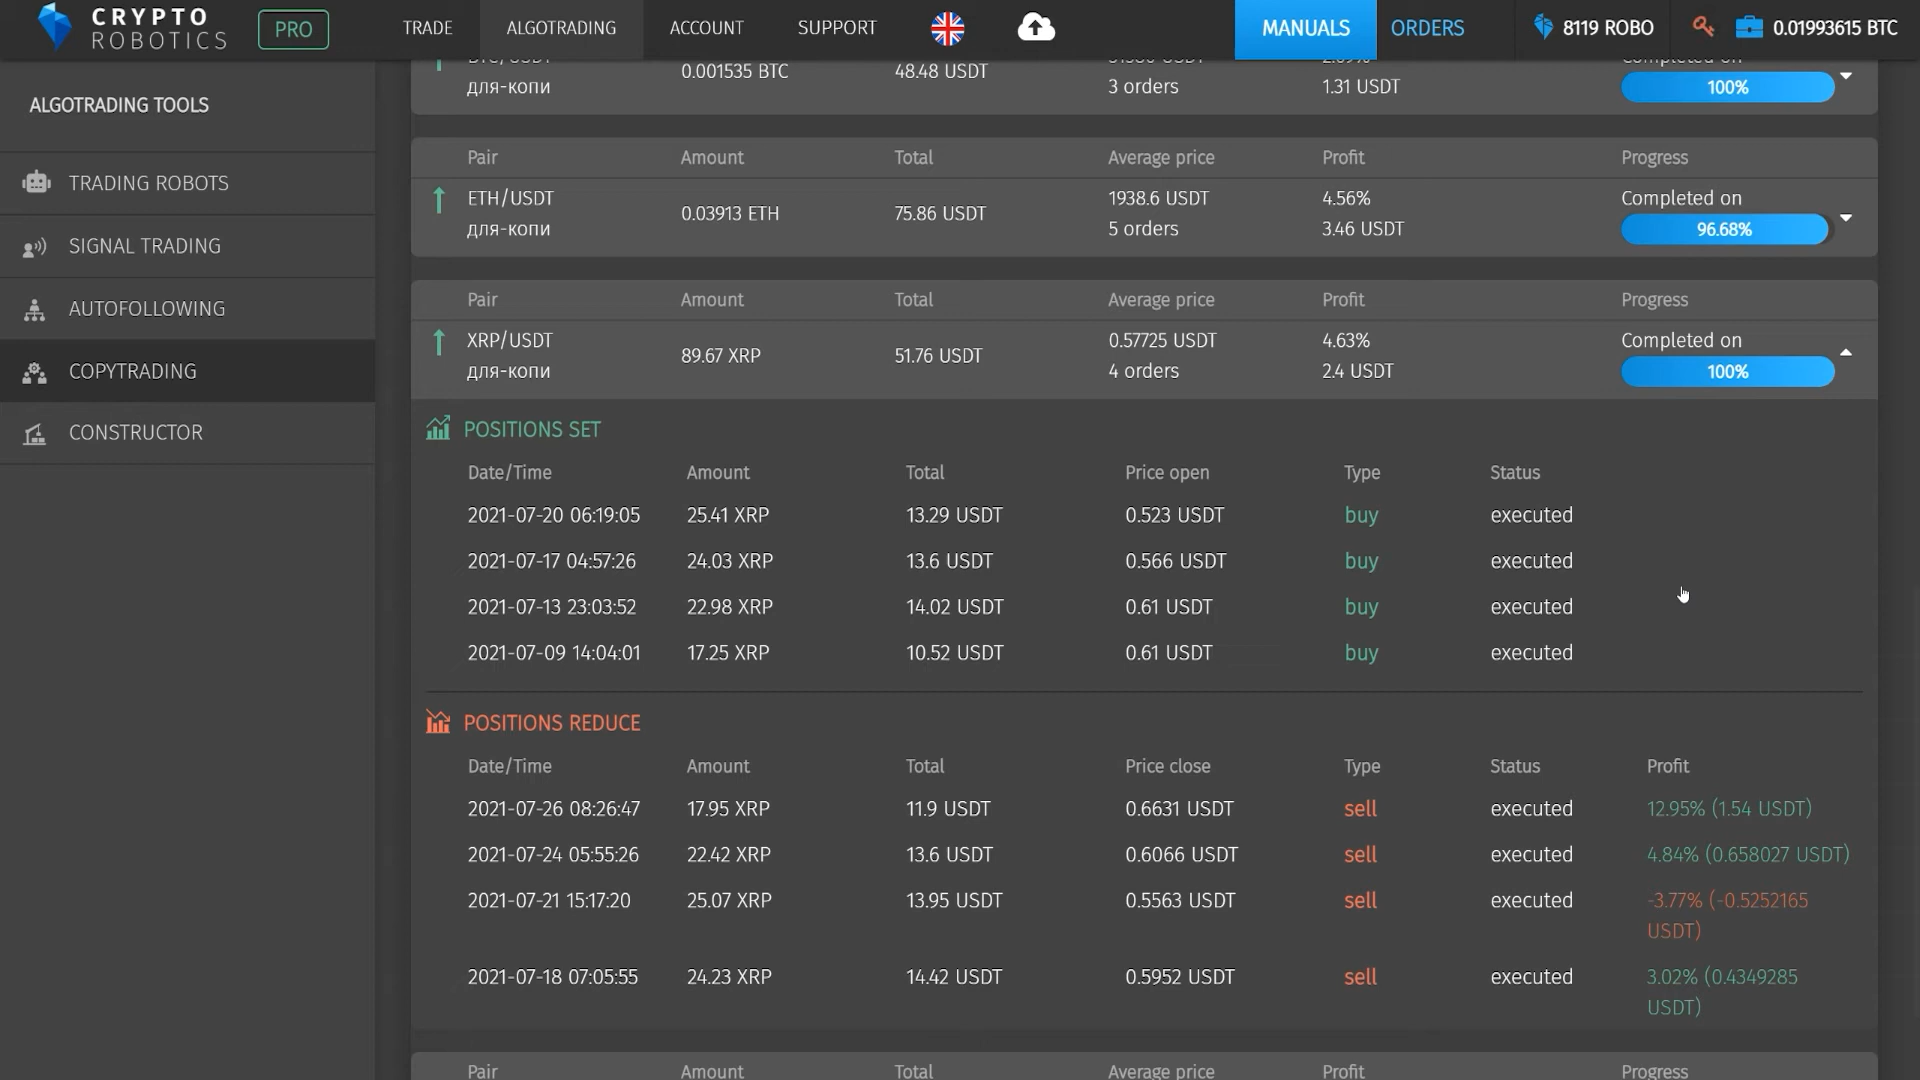 CRYPTO ROBOTICS PRO TRADE ALGOTRADING ACCOUNT SUPPORT MANUALS ORDERS 8119 ROBO 0.01993615 BTC
ALGOTRADING TOOLS
TRADING ROBOTS
SIGNAL TRADING
AUTOFOLLOWING
COPYTRADING
CONSTRUCTOR
0.001535 BTC 48.48 USDT
для-копи 3 orders 1.31 USDT 100%
Pair Amount Total Average price Profit Progress
ETH/USDT 0.03913 ETH 75.86 USDT 1938.6 USDT 4.56% Completed on
для-копи 5 orders 3.46 USDT 96.68%
Pair Amount Total Average price Profit Progress
XRP/USDT 89.67 XRP 51.76 USDT 0.57725 USDT 4.63% Completed on
для-копи 4 orders 2.4 USDT 100%
POSITIONS SET
Date/Time Amount Total Price open Type Status
2021-07-20 06:19:05 25.41 XRP 13.29 USDT 0.523 USDT buy executed
2021-07-17 04:57:26 24.03 XRP 13.6 USDT 0.566 USDT buy executed
2021-07-13 23:03:52 22.98 XRP 14.02 USDT 0.61 USDT buy executed
2021-07-09 14:04:01 17.25 XRP 10.52 USDT 0.61 USDT buy executed
POSITIONS REDUCE
Date/Time Amount Total Price close Type Status Profit
2021-07-26 08:26:47 17.95 XRP 11.9 USDT 0.6631 USDT sell executed 12.95% (1.54 USDT)
2021-07-24 05:55:26 22.42 XRP 13.6 USDT 0.6066 USDT sell executed 4.84% (0.658027 USDT)
2021-07-21 15:17:20 25.07 XRP 13.95 USDT 0.5563 USDT sell executed -3.77% (-0.5252165
USDT)
2021-07-18 07:05:55 24.23 XRP 14.42 USDT 0.5952 USDT sell executed 3.02% (0.4349285
USDT)
Pair Amount Total Average price Profit Progress